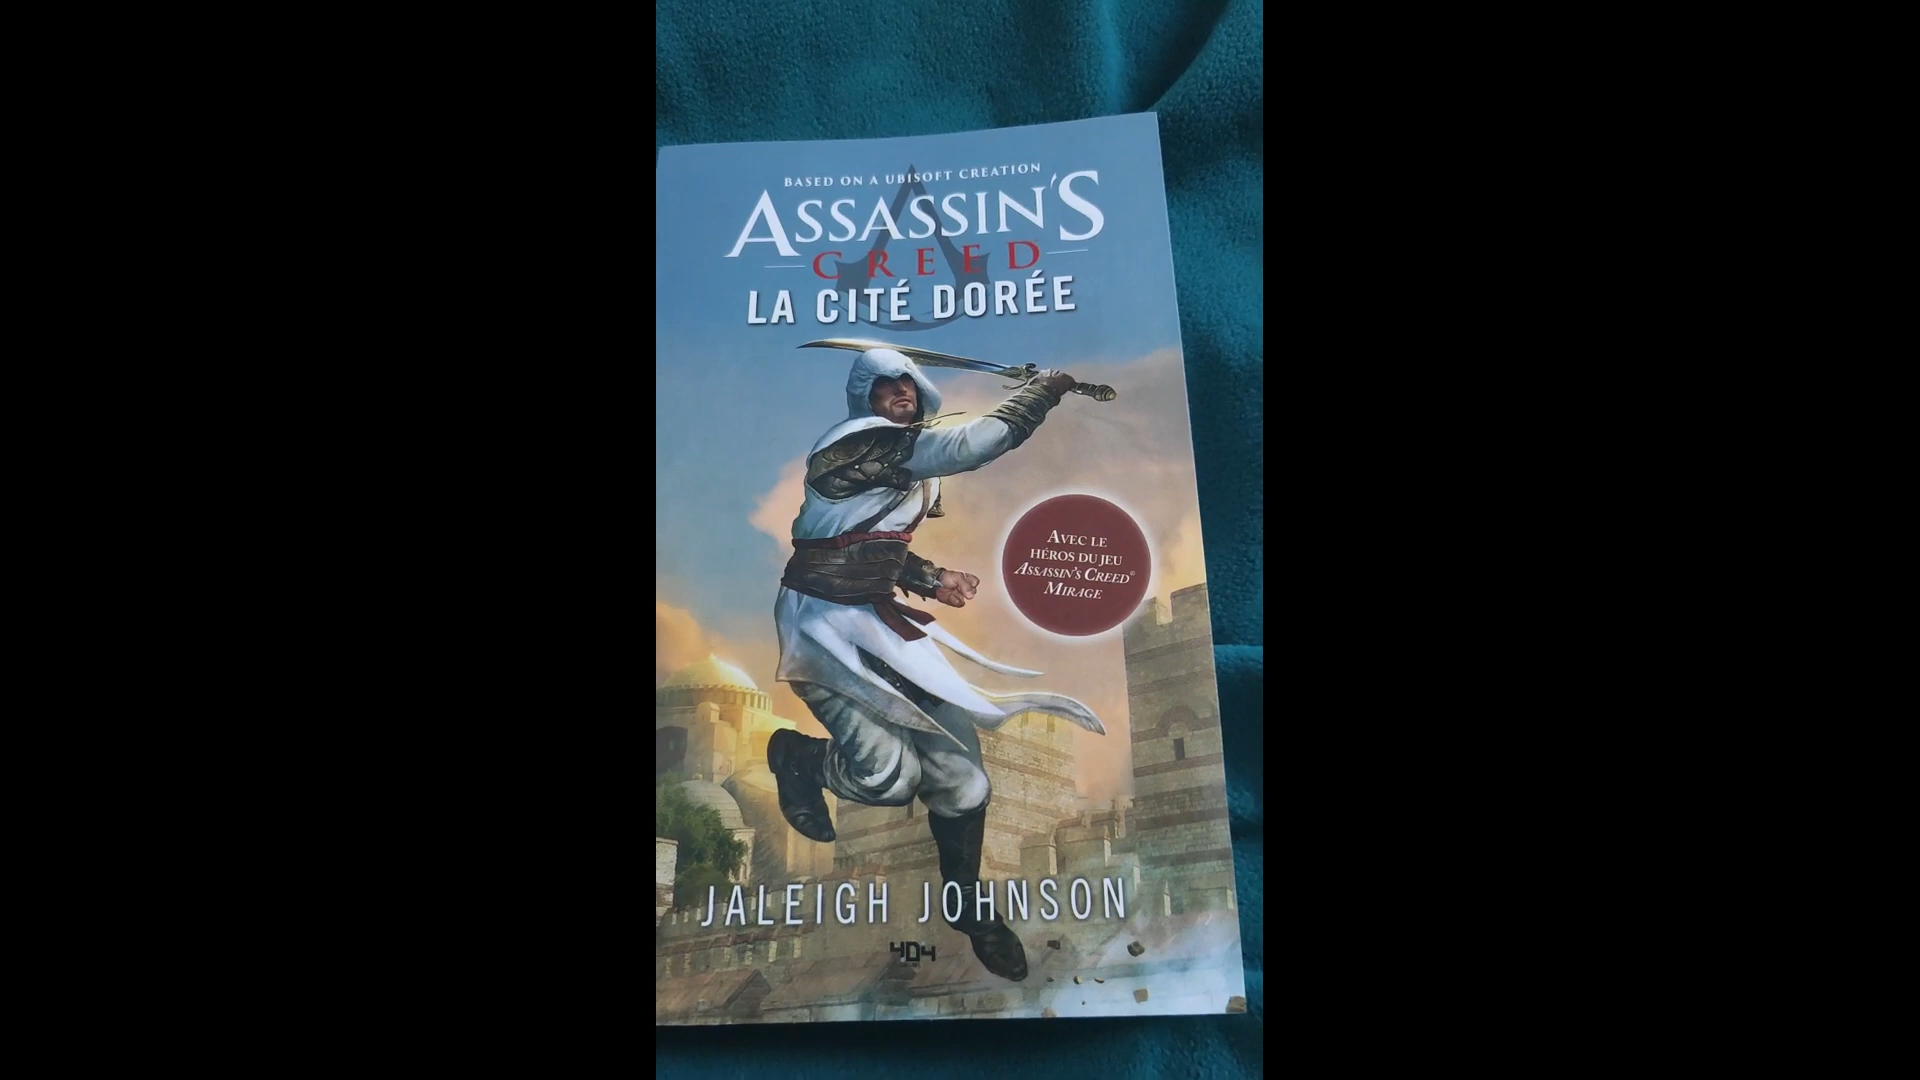 BASED ON A UBISOFT CREATION
ASSASSIN'S
CREED
LA CITÉ DORÉE
AVEC LE
HÉROS DU JEU
ASSASSIN'S CREED®
MIRAGE
JALEIGH JOHNSON
404